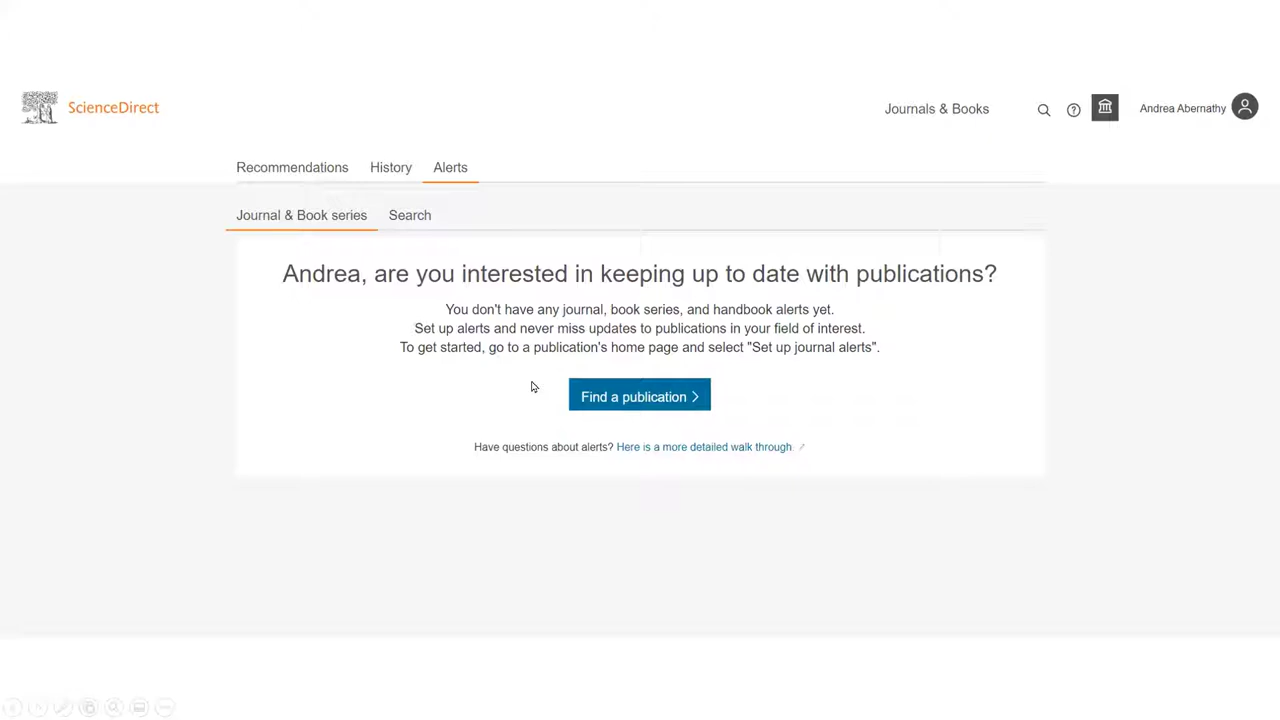 ScienceDirect
Journals & Books
Andrea Abernathy
Recommendations
History
Alerts
Journal & Book series
Search
Andrea, are you interested in keeping up to date with publications?
You don't have any journal, book series, and handbook alerts yet.
Set up alerts and never miss updates to publications in your field of interest.
To get started, go to a publication's home page and select "Set up journal alerts".
Find a publication
Have questions about alerts? Here is a more detailed walk through